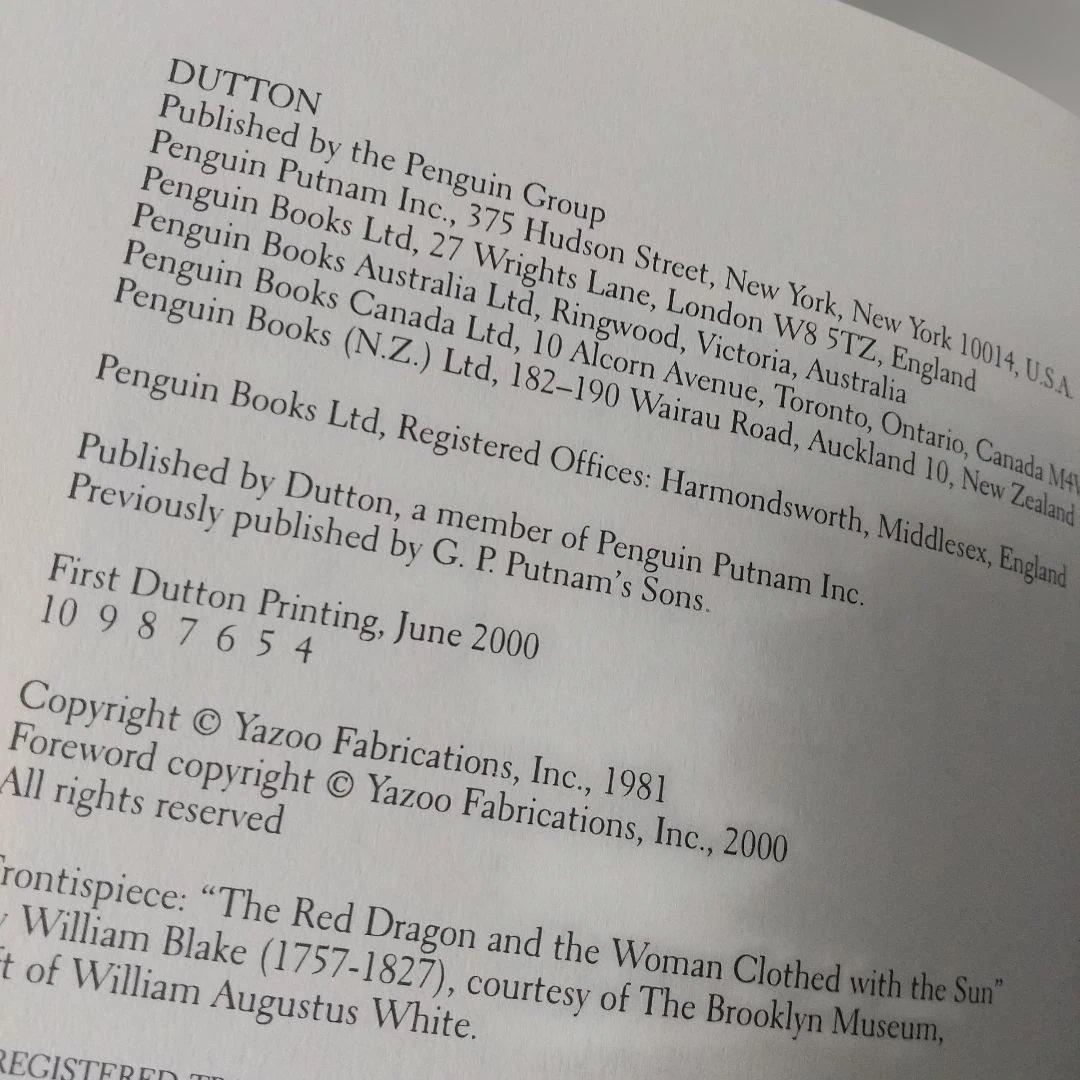 DUTTON
Published by the Penguin Group
Penguin Putnam Inc., 375 Hudson Street, New York, New York 10014, U.S.A.
Penguin Books Ltd, 27 Wrights Lane, London W8 5TZ, England
Penguin Books Australia Ltd, Ringwood, Victoria, Australia
Penguin Books Canada Ltd, 10 Alcorn Avenue, Toronto, Ontario, Canada
Penguin Books (N.Z.) Ltd, 182–190 Wairau Road, Auckland 10, New Zealand
Penguin Books Ltd, Registered Offices: Harmondsworth, Middlesex, England
Published by Dutton, a member of Penguin Putnam Inc.
Previously published by G. P. Putnam's Sons.
First Dutton Printing, June 2000
10 9 8 7 6 5 4
Copyright © Yazoo Fabrications, Inc., 1981
Foreword copyright © Yazoo Fabrications, Inc., 2000
All rights reserved
rontispiece: “The Red Dragon and the Woman Clothed with the Sun”
William Blake (1757-1827), courtesy of The Brooklyn Museum,
t of William Augustus White.
REGISTERED